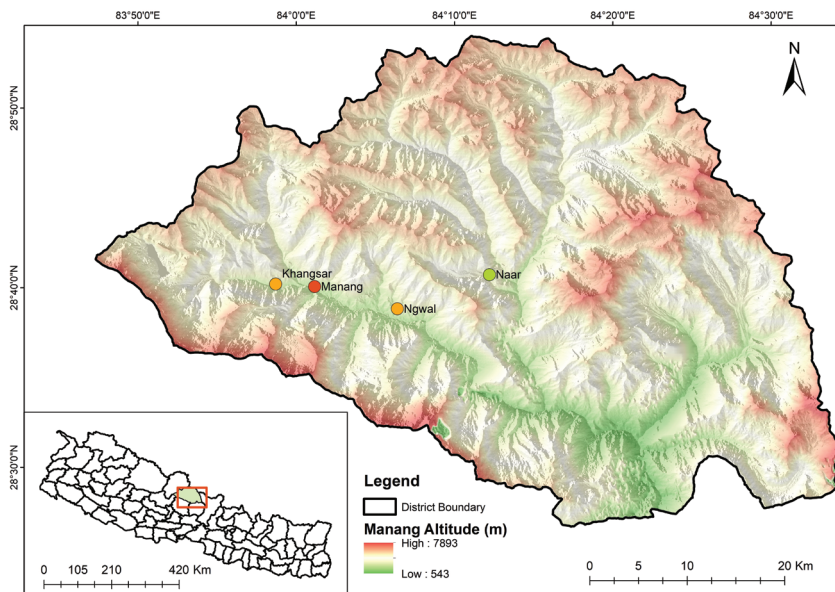 83°50'0"E 84°0'0"E 84°10'0"E 84°20'0"E 84°30'0"E
N
28°50'0"N
28°40'0"N
28°30'0"N
Khangsar
Manang
Naar
Ngwal
Legend
District Boundary
Manang Altitude (m)
High : 7893
Low : 543
0 105 210 420 Km
0 5 10 20 Km